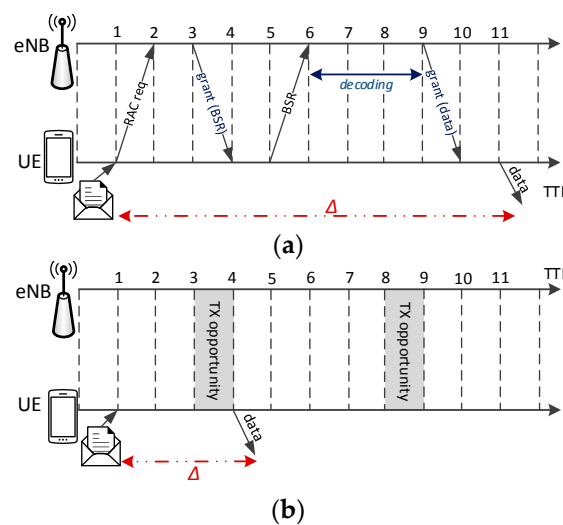 1 2 3 4 5 6 7 8 9 10 11
eNB
RAC req
grant (BSR)
BSR
decoding
grant (data)
UE
data
TTI
Δ
(a)
1 2 3 4 5 6 7 8 9 10 11 TTI
eNB
TX opportunity
TX opportunity
UE
data
Δ
(b)